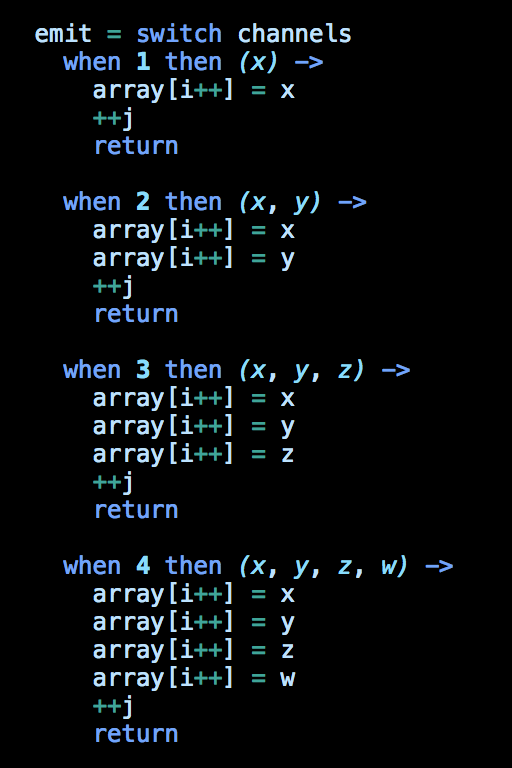 emit = switch channels
  when 1 then (x) ->
    array[i++] = x
    ++j
    return

  when 2 then (x, y) ->
    array[i++] = x
    array[i++] = y
    ++j
    return

  when 3 then (x, y, z) ->
    array[i++] = x
    array[i++] = y
    array[i++] = z
    ++j
    return

  when 4 then (x, y, z, w) ->
    array[i++] = x
    array[i++] = y
    array[i++] = z
    array[i++] = w
    ++j
    return